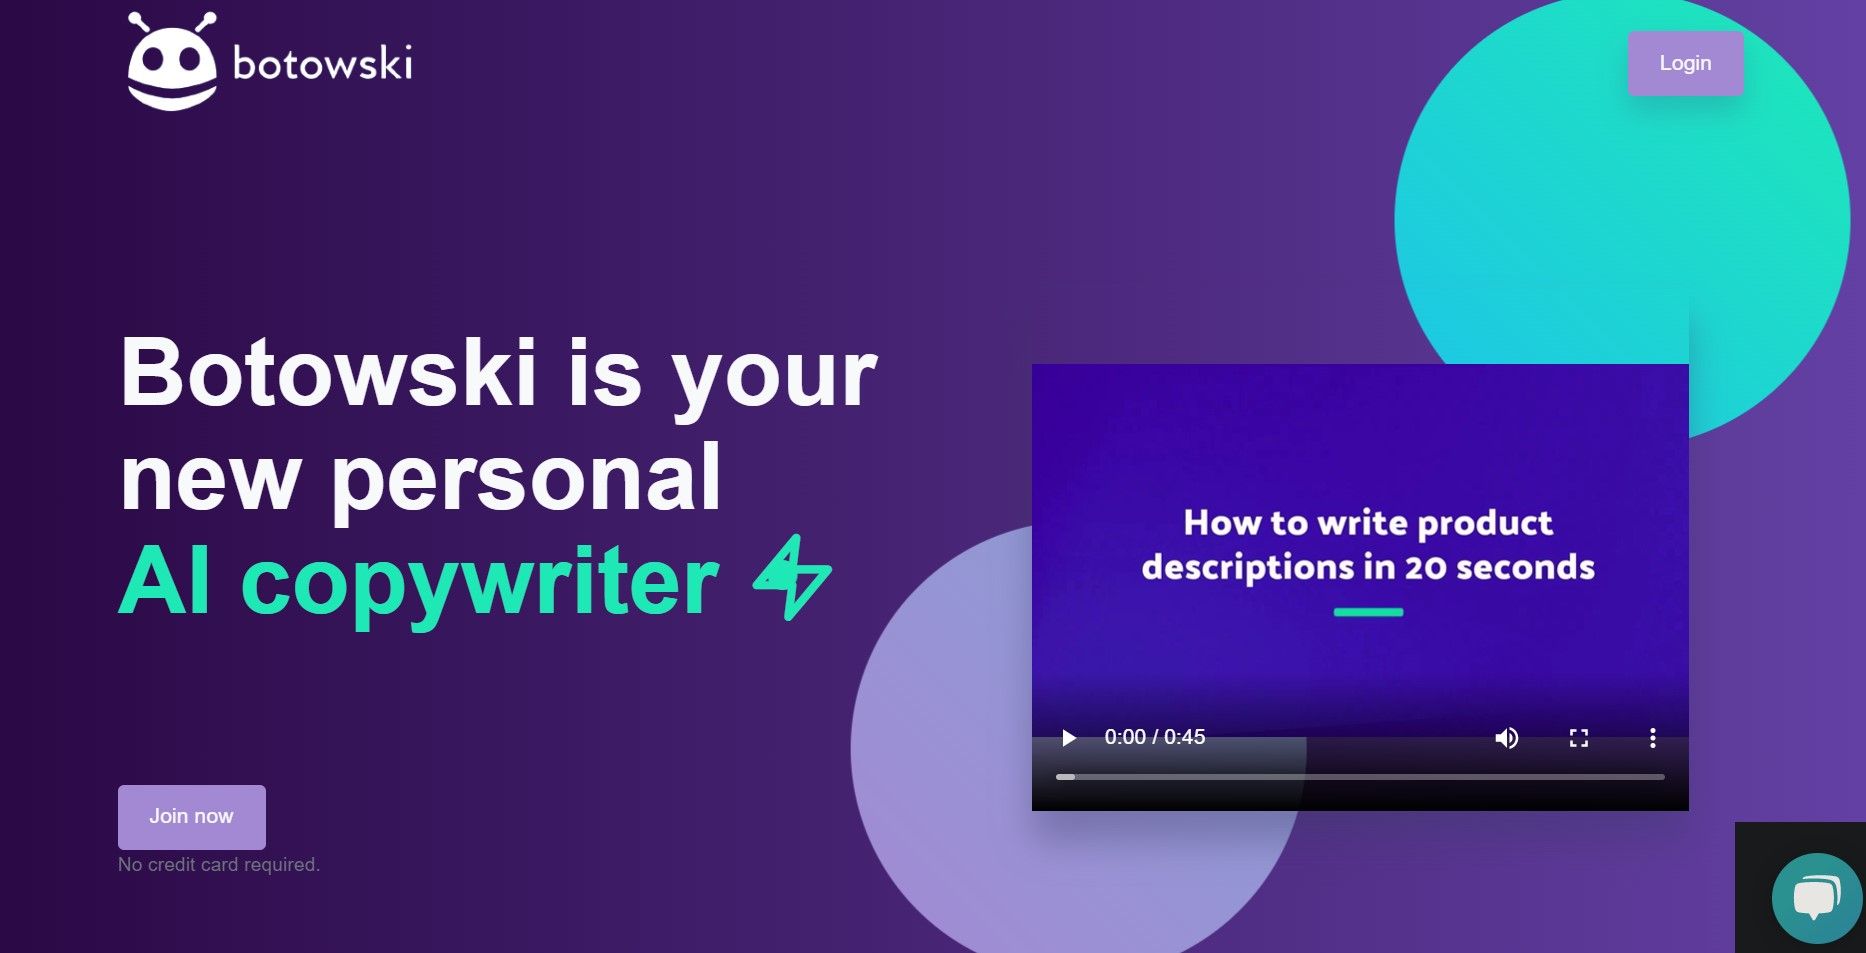 botowski
Login
Botowski is your
new personal
AI copywriter
How to write product
descriptions in 20 seconds
0:00 / 0:45
Join now
No credit card required.